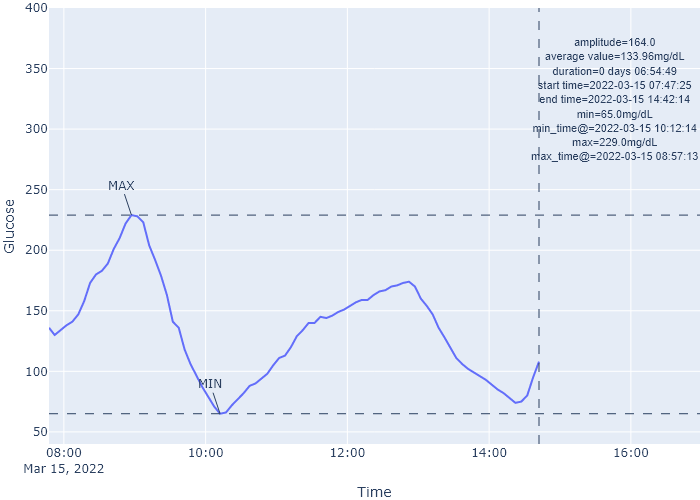 400
350
300
250
200
150
100
50
Glucose
amplitude=164.0
average value=133.96mg/dL
duration=0 days 06:54:49
start time=2022-03-15 07:47:25
end time=2022-03-15 14:42:14
min=65.0mg/dL
min_time@=2022-03-15 10:12:14
max=229.0mg/dL
max_time@=2022-03-15 08:57:13
MAX
MIN
08:00 10:00 12:00 14:00 16:00
Mar 15, 2022
Time